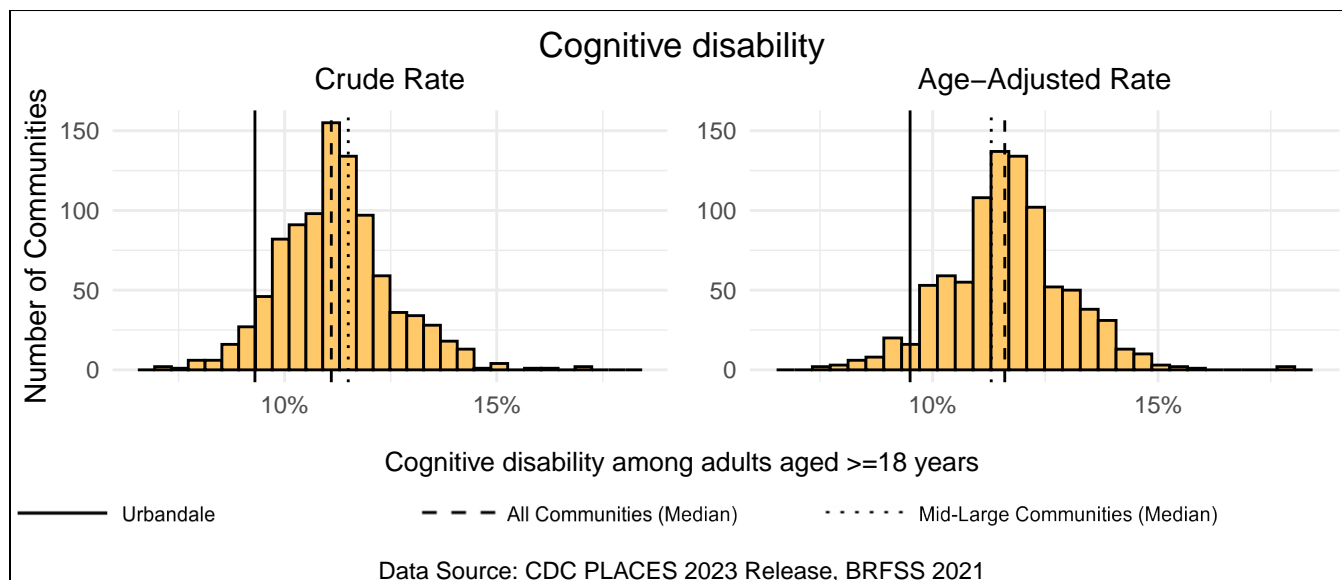 Cognitive disability
Crude Rate
Age−Adjusted Rate
Number of Communities
150
100
50
0
10%
15%
150
100
50
0
10%
15%
Cognitive disability among adults aged >=18 years
Urbandale
All Communities (Median)
Mid-Large Communities (Median)
Data Source: CDC PLACES 2023 Release, BRFSS 2021